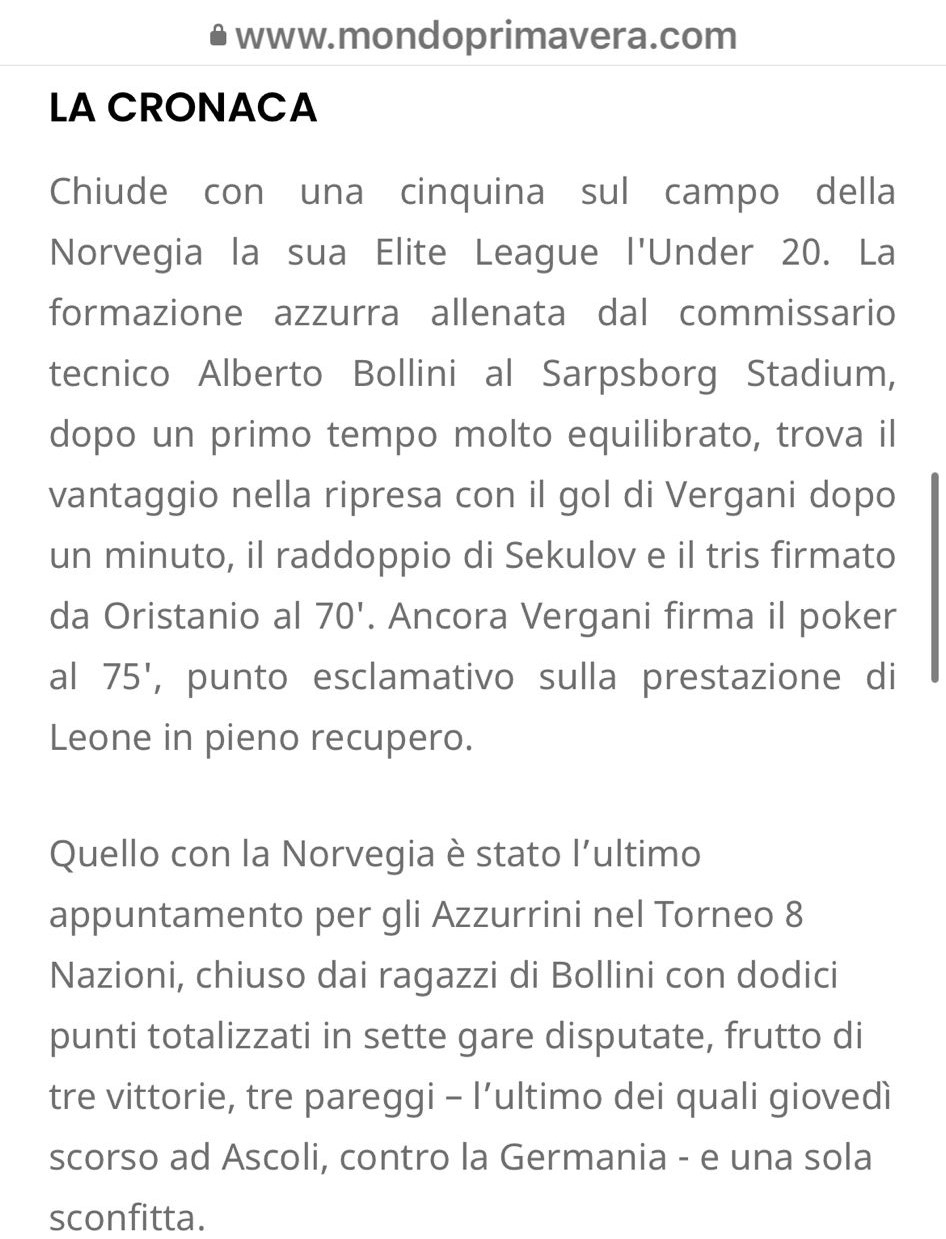 www.mondoprimavera.com
LA CRONACA
Chiude con una cinquina sul campo della
Norvegia la sua Elite League l'Under 20. La
formazione azzurra allenata dal commissario
tecnico Alberto Bollini al Sarpsborg Stadium,
dopo un primo tempo molto equilibrato, trova il
vantaggio nella ripresa con il gol di Vergani dopo
un minuto, il raddoppio di Sekulov e il tris firmato
da Oristanio al 70'. Ancora Vergani firma il poker
al 75', punto esclamativo sulla prestazione di
Leone in pieno recupero.
Quello con la Norvegia è stato l’ultimo
appuntamento per gli Azzurrini nel Torneo 8
Nazioni, chiuso dai ragazzi di Bollini con dodici
punti totalizzati in sette gare disputate, frutto di
tre vittorie, tre pareggi – l’ultimo dei quali giovedì
scorso ad Ascoli, contro la Germania - e una sola
sconfitta.